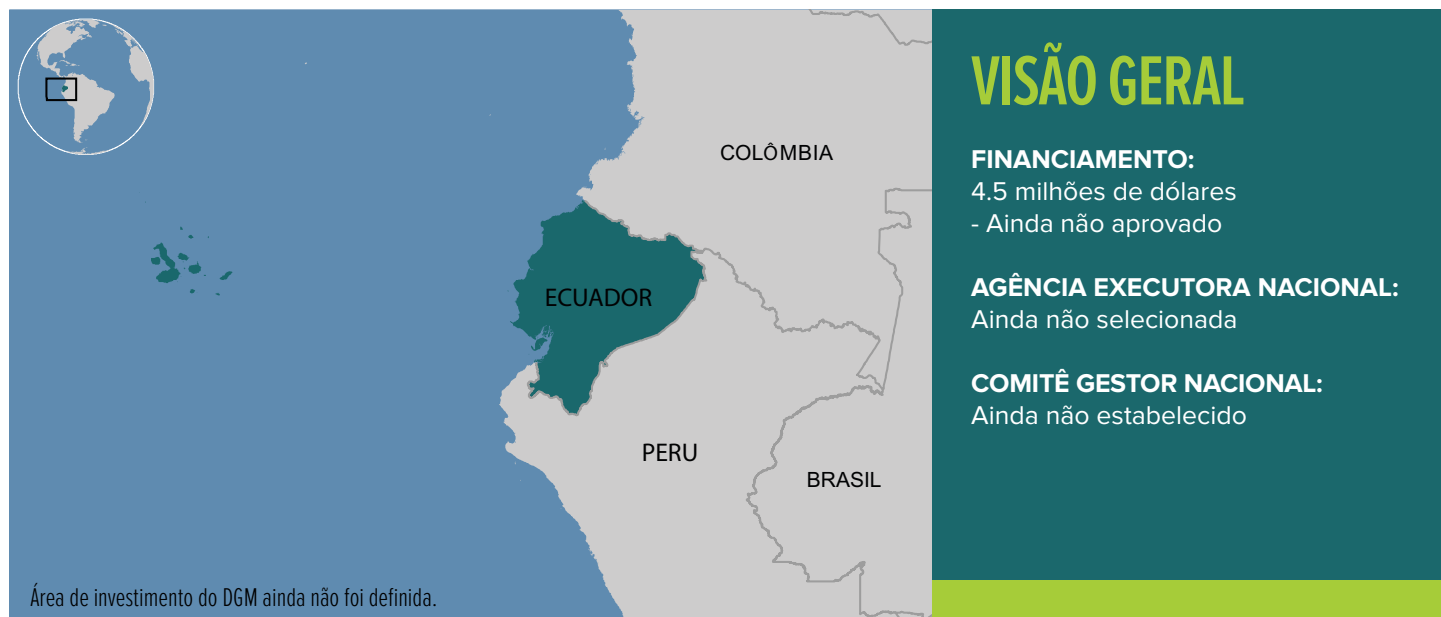 COLÔMBIA
ECUADOR
PERU
BRASIL
Área de investimento do DGM ainda não foi definida.
VISÃO GERAL
FINANCIAMENTO:
4.5 milhões de dólares
- Ainda não aprovado
AGÊNCIA EXECUTORA NACIONAL:
Ainda não selecionada
COMITÊ GESTOR NACIONAL:
Ainda não estabelecido